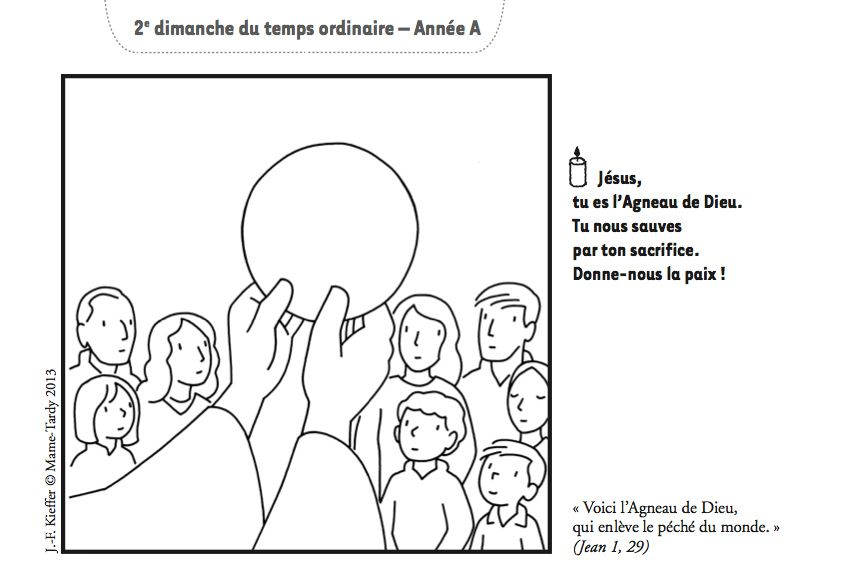 2e dimanche du temps ordinaire – Année A
Jésus,
tu es l'Agneau de Dieu.
Tu nous sauves
par ton sacrifice.
Donne-nous la paix !
J.-F. Kieffer © Mame-Tardy 2013
« Voici l'Agneau de Dieu,
qui enlève le péché du monde. »
(Jean 1, 29)